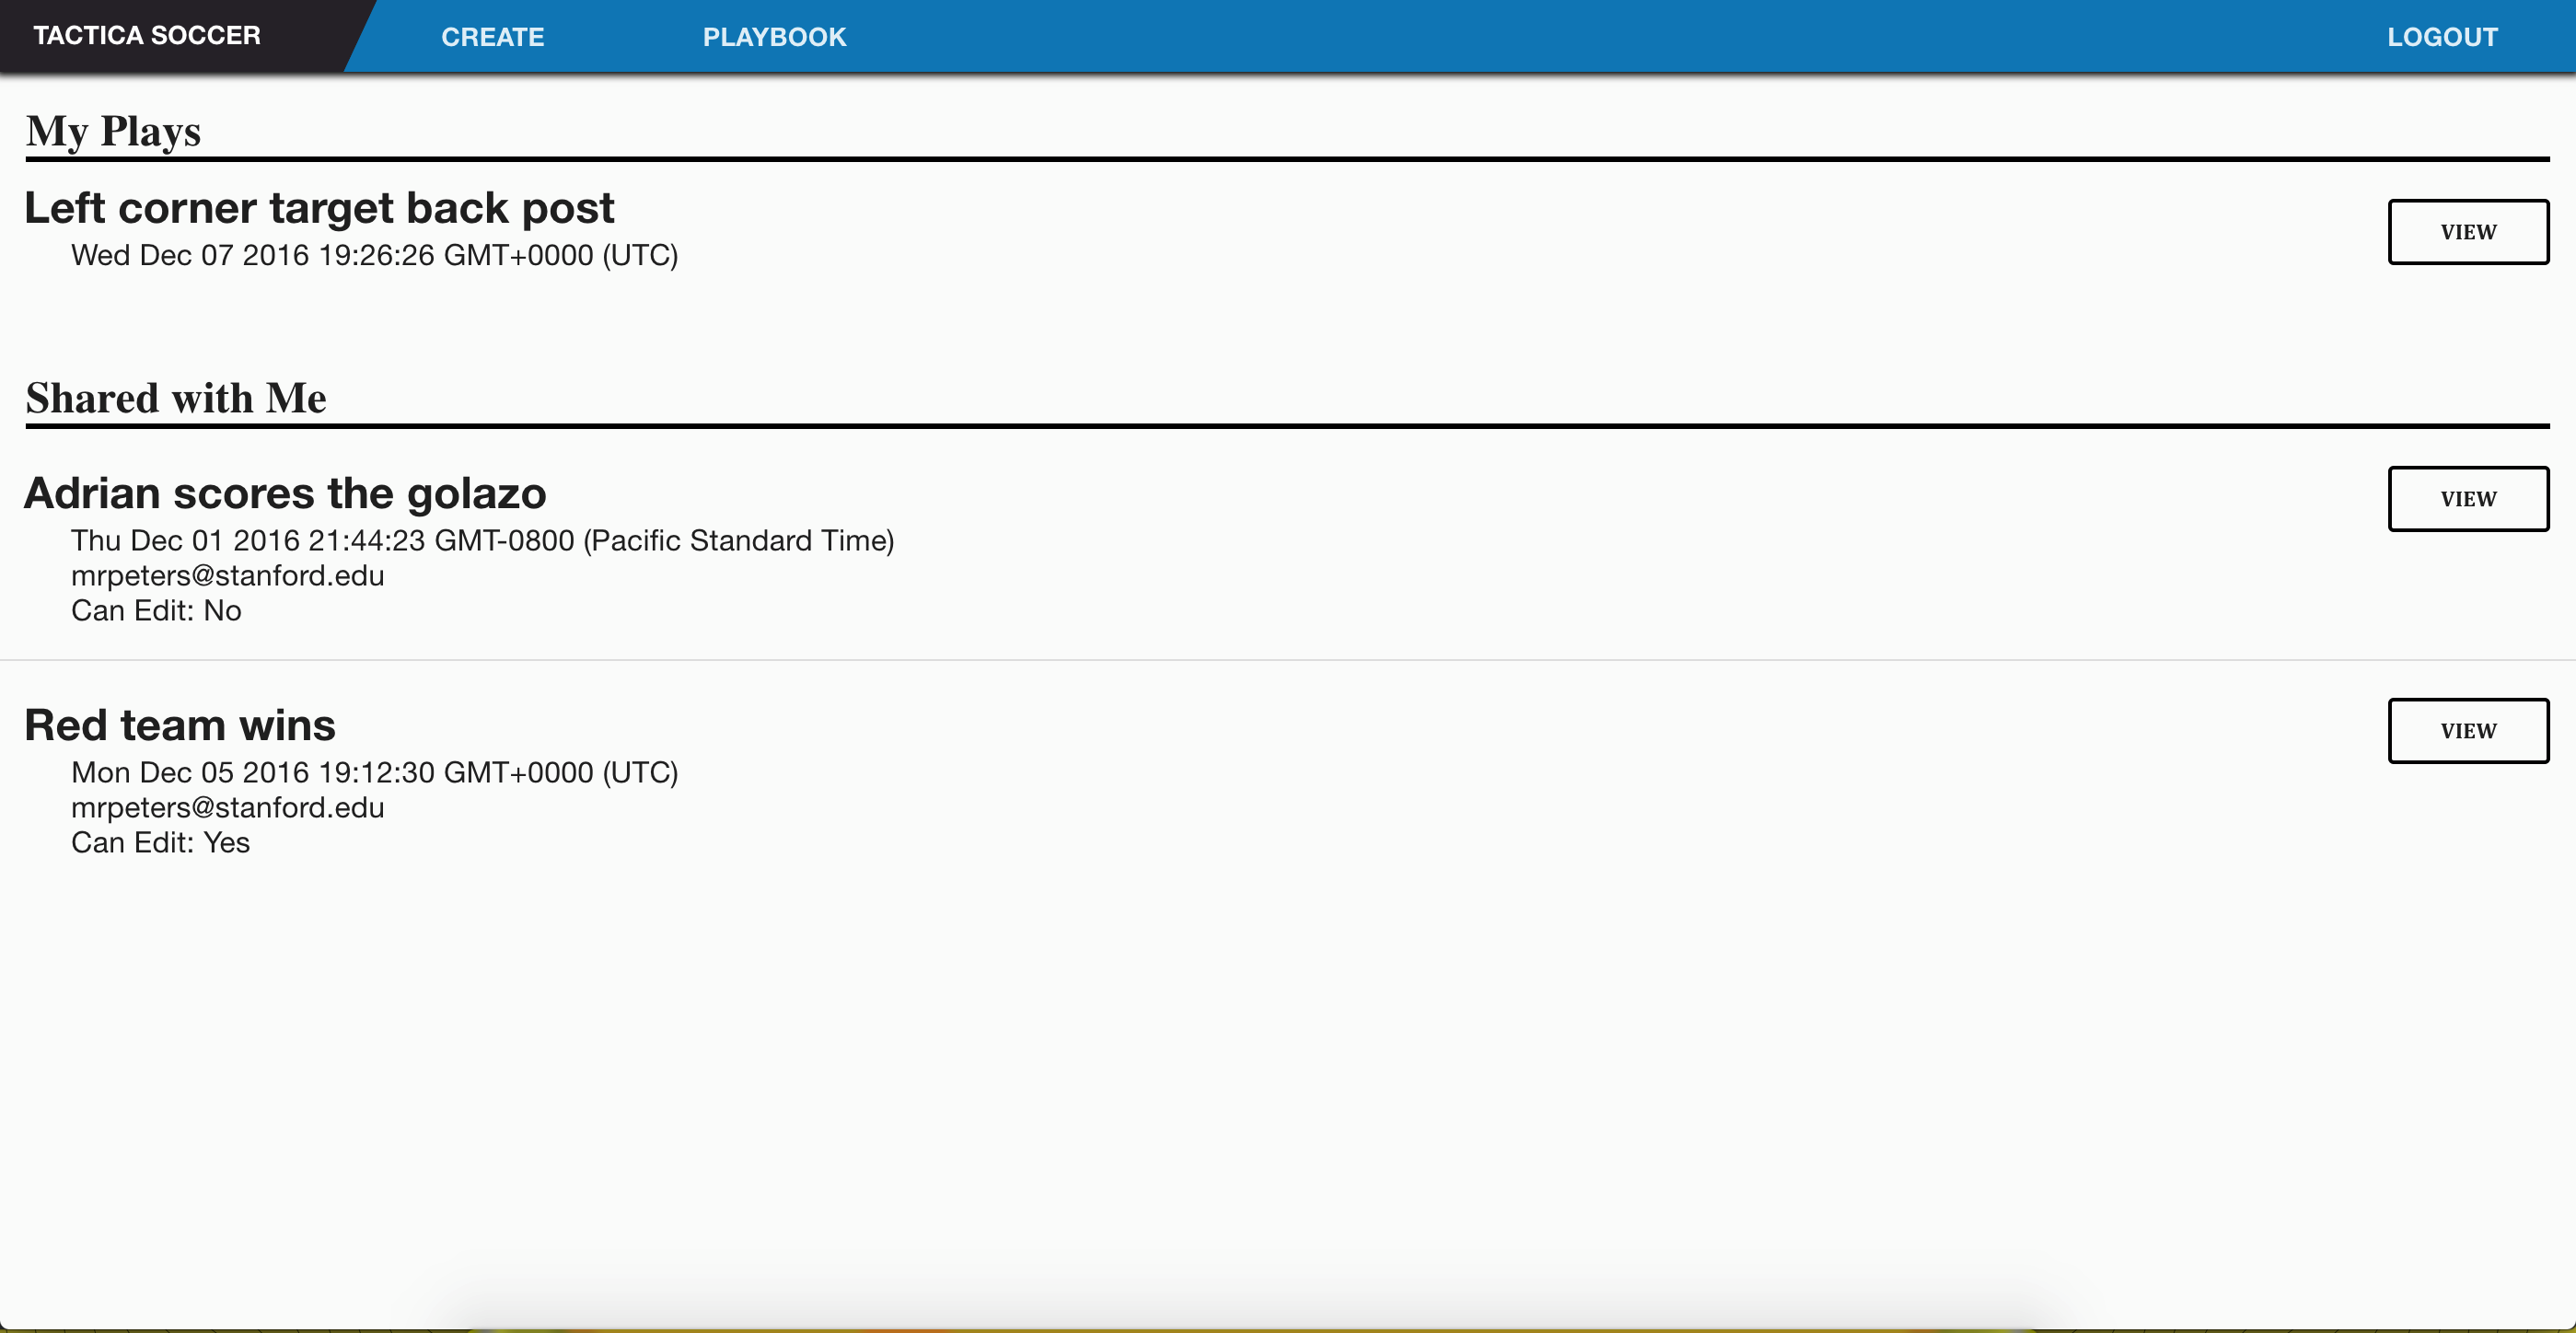 TACTICA SOCCER CREATE PLAYBOOK LOGOUT
My Plays
Left corner target back post
VIEW
Wed Dec 07 2016 19:26:26 GMT+0000 (UTC)
Shared with Me
Adrian scores the golazo
VIEW
Thu Dec 01 2016 21:44:23 GMT-0800 (Pacific Standard Time)
mrpeters@stanford.edu
Can Edit: No
Red team wins
VIEW
Mon Dec 05 2016 19:12:30 GMT+0000 (UTC)
mrpeters@stanford.edu
Can Edit: Yes